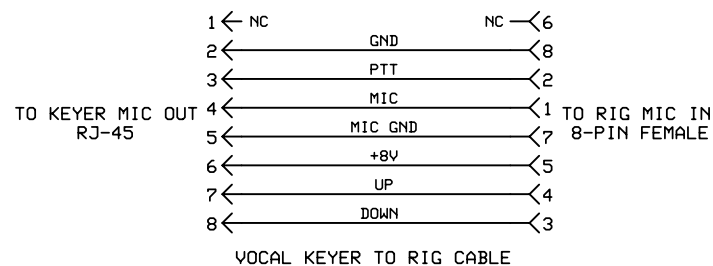 1 NC NC 6
2 GND 8
3 PTT 2
4 MIC 1
TO KEYER MIC OUT
RJ-45
TO RIG MIC IN
8-PIN FEMALE
5 MIC GND 7
6 +8V 5
7 UP 4
8 DOWN 3
VOCAL KEYER TO RIG CABLE